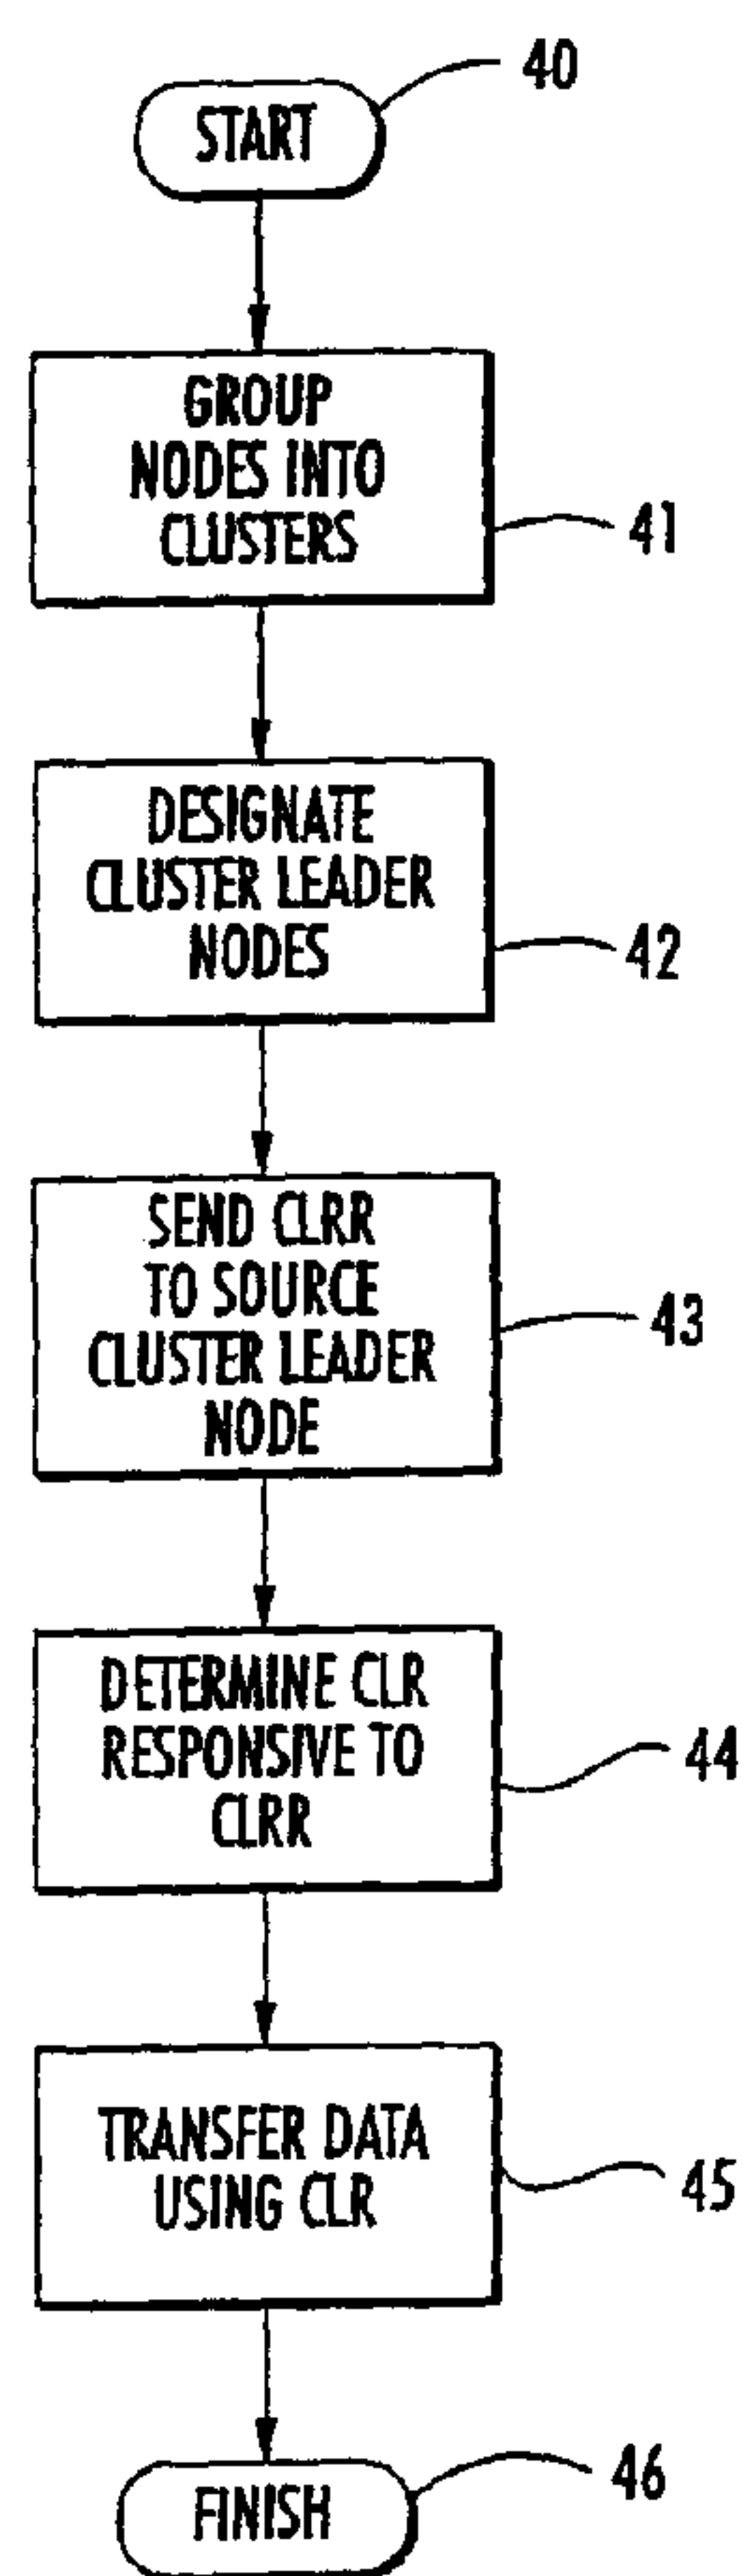 40
START
GROUP
NODES INTO
CLUSTERS
41
DESIGNATE
CLUSTER LEADER
NODES
42
SEND CLRR
TO SOURCE
CLUSTER LEADER
NODE
43
DETERMINE CLR
RESPONSIVE TO
CLRR
44
TRANSFER DATA
USING CLR
45
FINISH
46